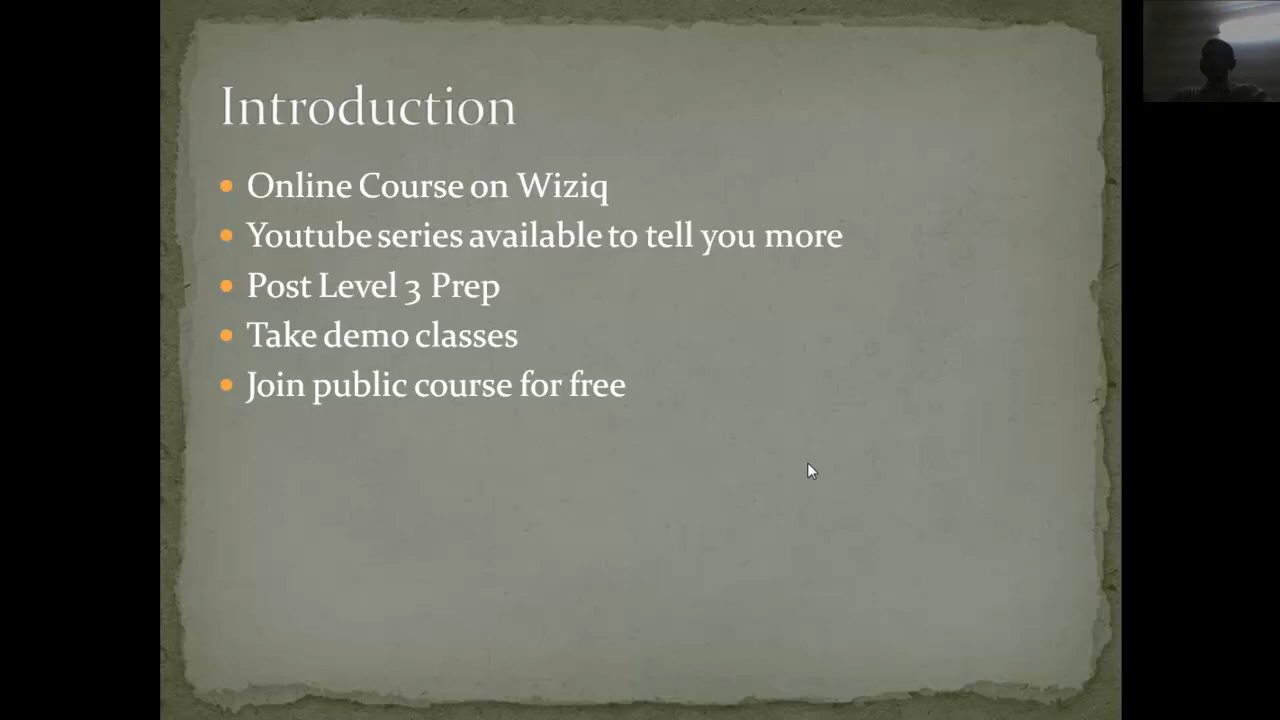 Introduction
Online Course on Wiziq
Youtube series available to tell you more
Post Level 3 Prep
Take demo classes
Join public course for free